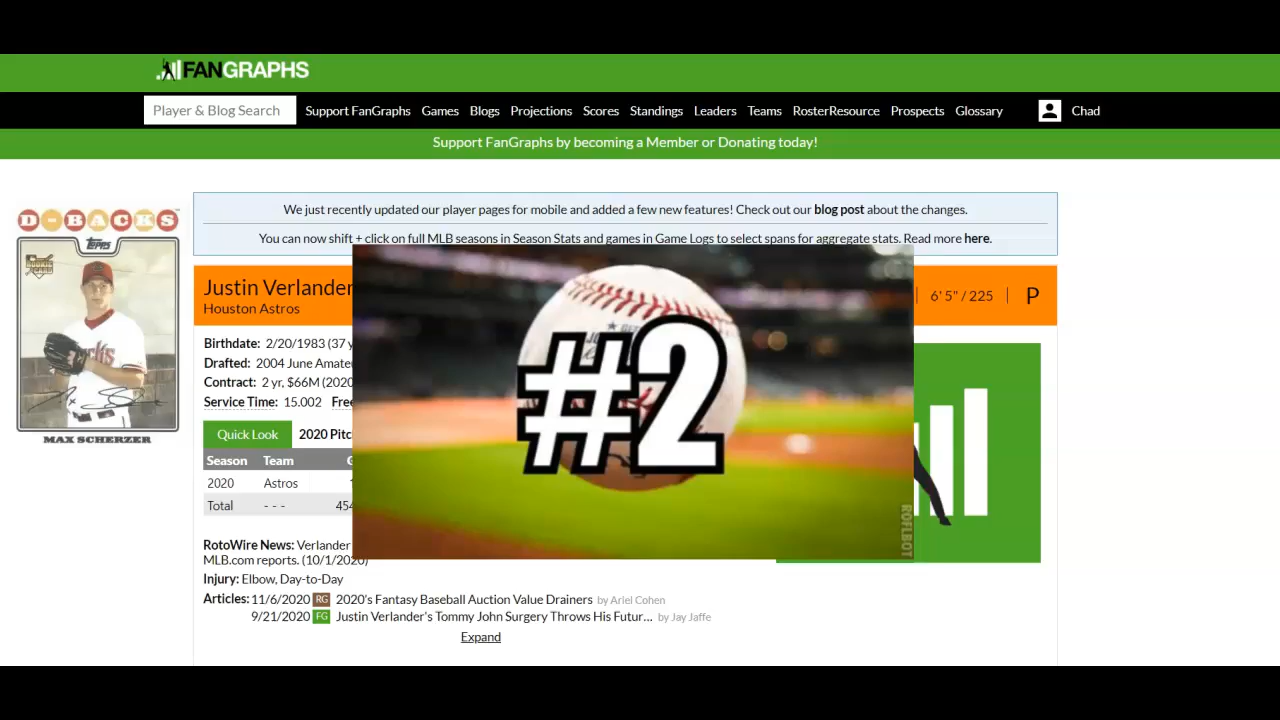 FANGRAPHS
Player & Blog Search Support FanGraphs Games Blogs Projections Scores Standings Leaders Teams RosterResource Prospects Glossary Chad
Support FanGraphs by becoming a Member or Donating today!
We just recently updated our player pages for mobile and added a few new features! Check out our blog post about the changes.
You can now shift + click on full MLB seasons in Season Stats and games in Game Logs to select spans for aggregate stats. Read more here.
D-BACKS
Topps
ROOKIE CARD
MAX SCHERZER
Justin Verlander
Houston Astros
6' 5" / 225 P
Birthdate: 2/20/1983 (37 y
Drafted: 2004 June Amate
Contract: 2 yr, $66M (2020
Service Time: 15.002 Free
#2
Quick Look 2020 Pitc
Season Team G
2020 Astros
Total - - - 454
ROFLBOT
RotoWire News: Verlander
MLB.com reports. (10/1/2020)
Injury: Elbow, Day-to-Day
Articles: 11/6/2020 RG 2020's Fantasy Baseball Auction Value Drainers by Ariel Cohen
9/21/2020 FG Justin Verlander's Tommy John Surgery Throws His Futur... by Jay Jaffe
Expand